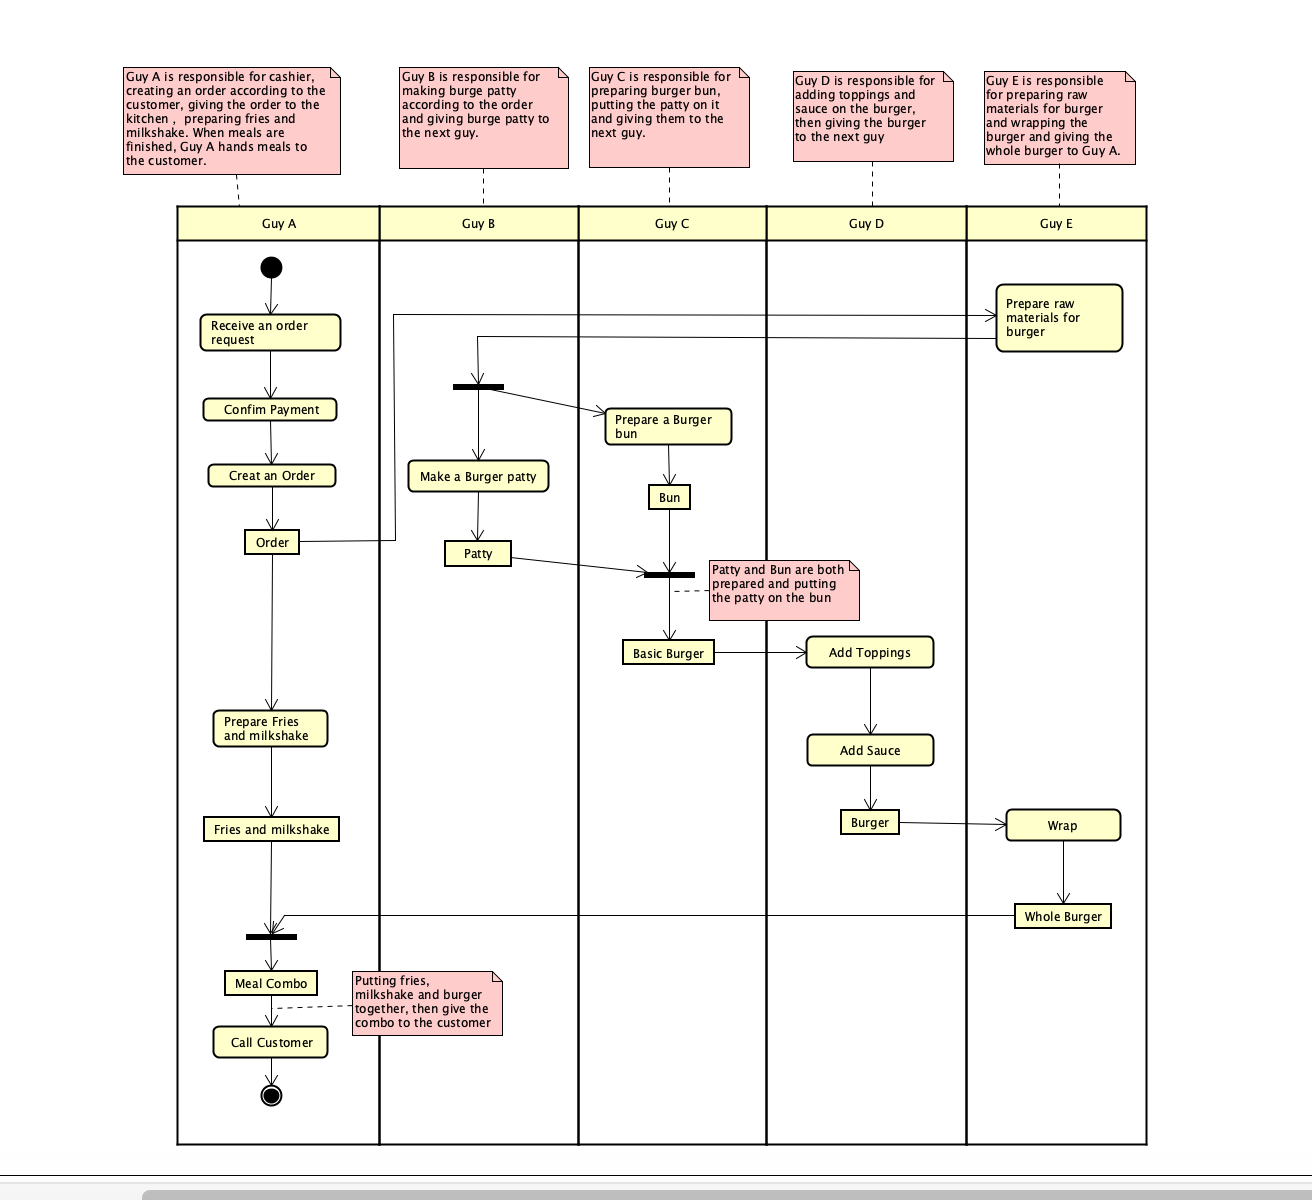 Guy A is responsible for cashier,
creating an order according to the
customer, giving the order to the
kitchen ,  preparing fries and
milkshake. When meals are
finished, Guy A hands meals to
the customer.
Guy B is responsible for
making burge patty
according to the order
and giving burge patty to
the next guy.
Guy C is responsible for
preparing burger bun,
putting the patty on it
and giving them to the
next guy.
Guy D is responsible for
adding toppings and
sauce on the burger,
then giving the burger
to the next guy
Guy E is responsible
for preparing raw
materials for burger
and wrapping the
burger and giving the
whole burger to Guy A.
Guy A
Guy B
Guy C
Guy D
Guy E
Prepare raw
materials for
burger
Receive an order
request
Confim Payment
Prepare a Burger
bun
Creat an Order
Make a Burger patty
Bun
Order
Patty
Patty and Bun are both
prepared and putting
the patty on the bun
Basic Burger
Add Toppings
Prepare Fries
and milkshake
Add Sauce
Fries and milkshake
Burger
Wrap
Whole Burger
Meal Combo
Putting fries,
milkshake and burger
together, then give the
combo to the customer
Call Customer